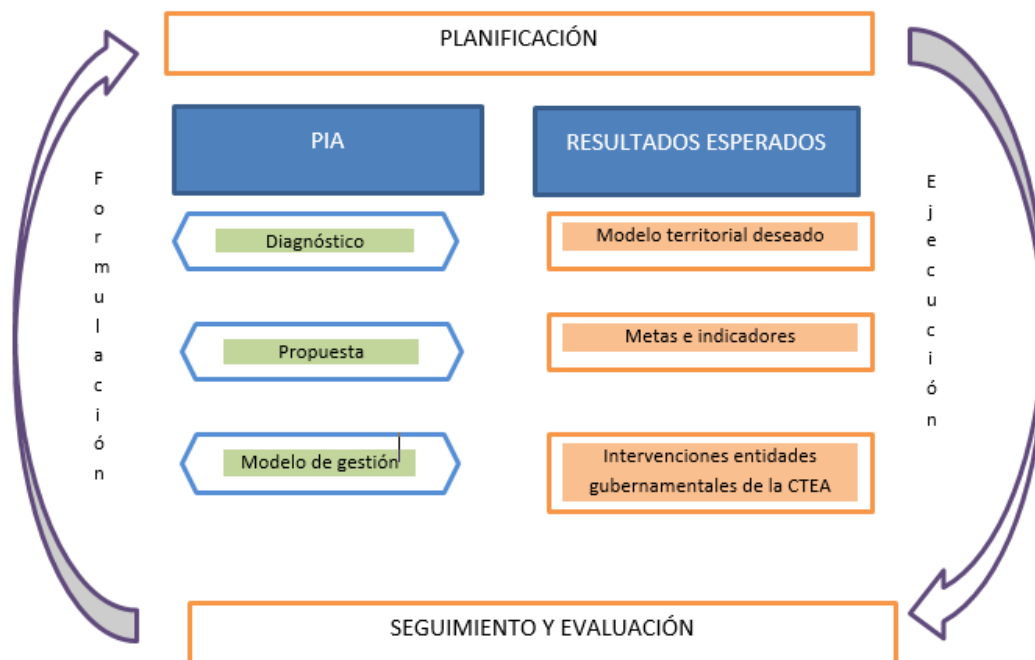 PLANIFICACIÓN
PIA
RESULTADOS ESPERADOS
Formulación
Diagnóstico
Modelo territorial deseado
Propuesta
Metas e indicadores
Modelo de gestión
Intervenciones entidades
gubernamentales de la CTEA
Ejecución
SEGUIMIENTO Y EVALUACIÓN